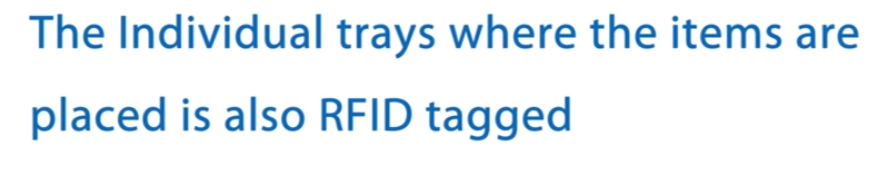 The Individual trays where the items are
placed is also RFID tagged